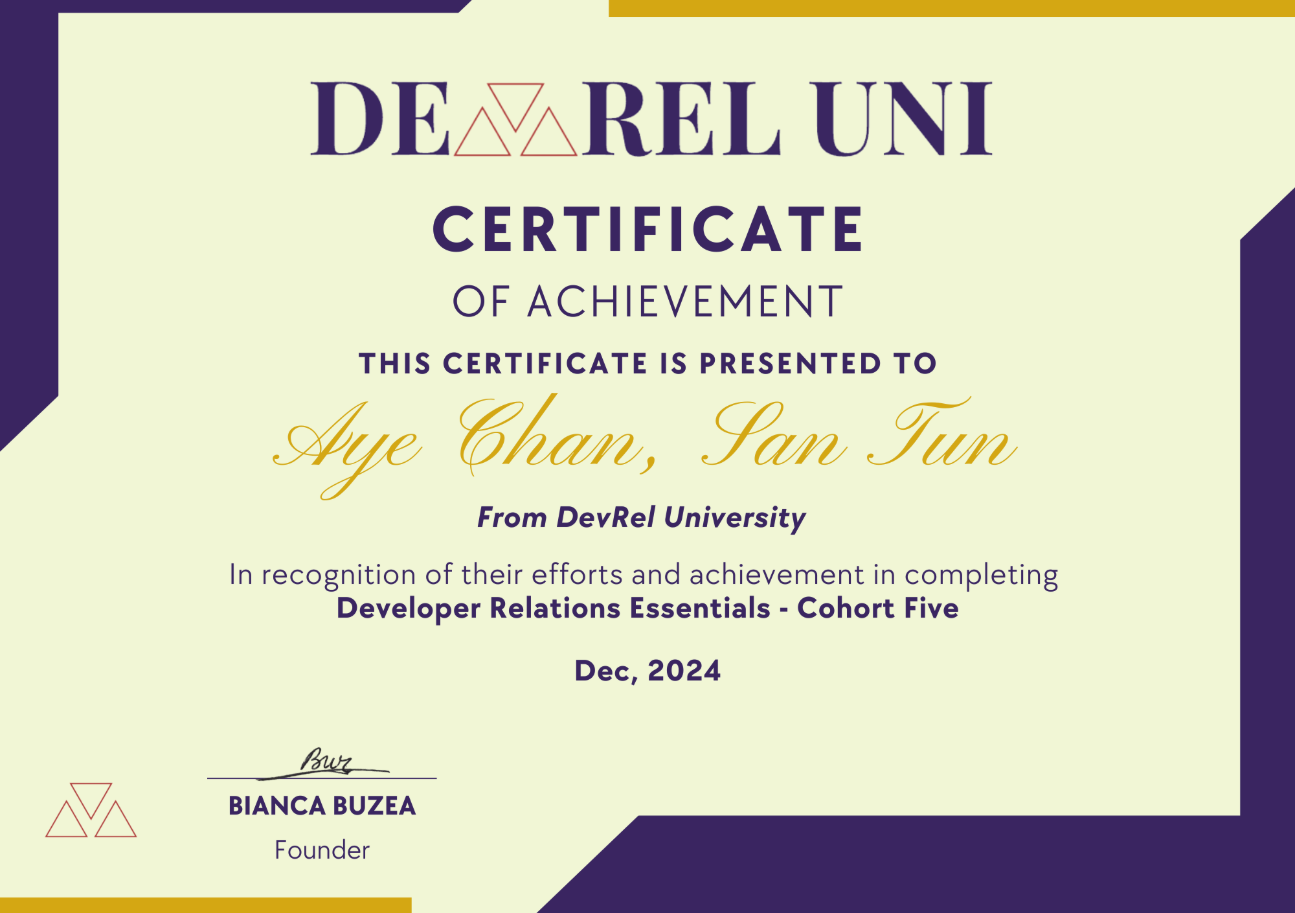 DEVREL UNI
CERTIFICATE
OF ACHIEVEMENT
THIS CERTIFICATE IS PRESENTED TO
Aye Chan, San Tun
From DevRel University
In recognition of their efforts and achievement in completing
Developer Relations Essentials - Cohort Five
Dec, 2024
BIANCA BUZEA
Founder